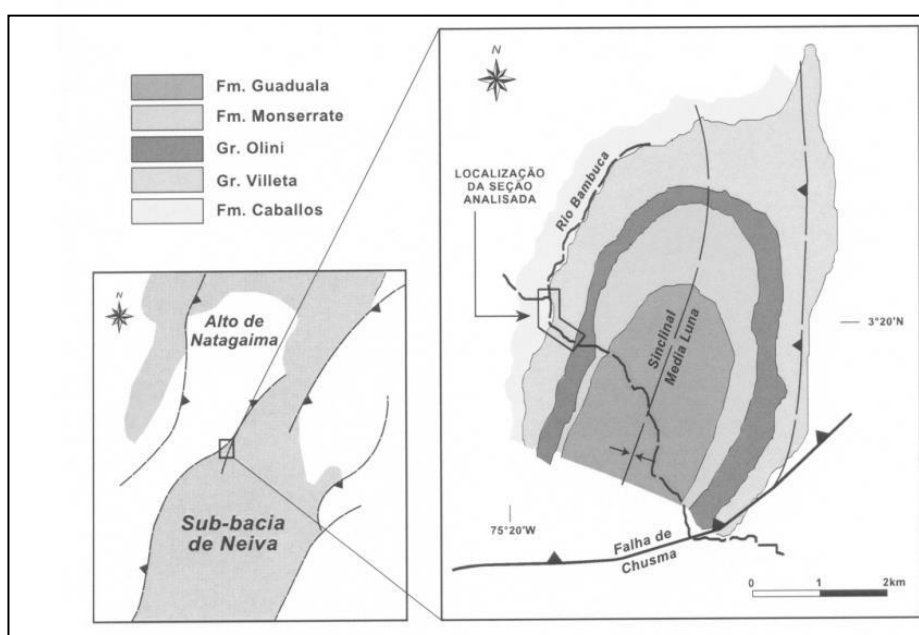 N
Fm. Guaduala
Fm. Monserrate
Gr. Olini
Gr. Villeta
Fm. Caballos
N
Alto de
Natagaima
Sub-bacia
de Neiva
N
LOCALIZAÇÃO
DA SEÇÃO
ANALISADA
Rio Bambuca
Sinclinal
Media Luna
3°20'N
75°20'W
Falha de
Chusma
0 1 2km